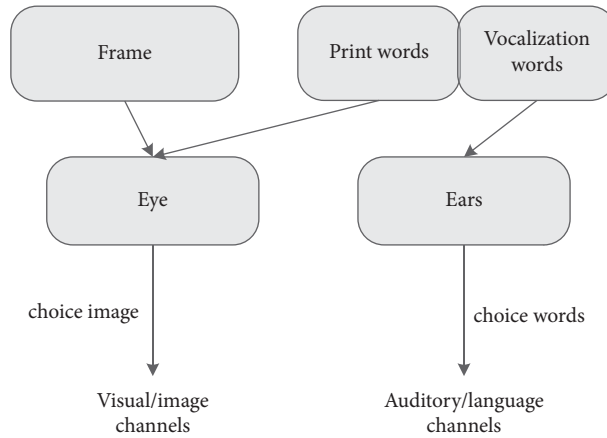 Frame
Print words
Vocalization
words
Eye
Ears
choice image
choice words
Visual/image
channels
Auditory/language
channels